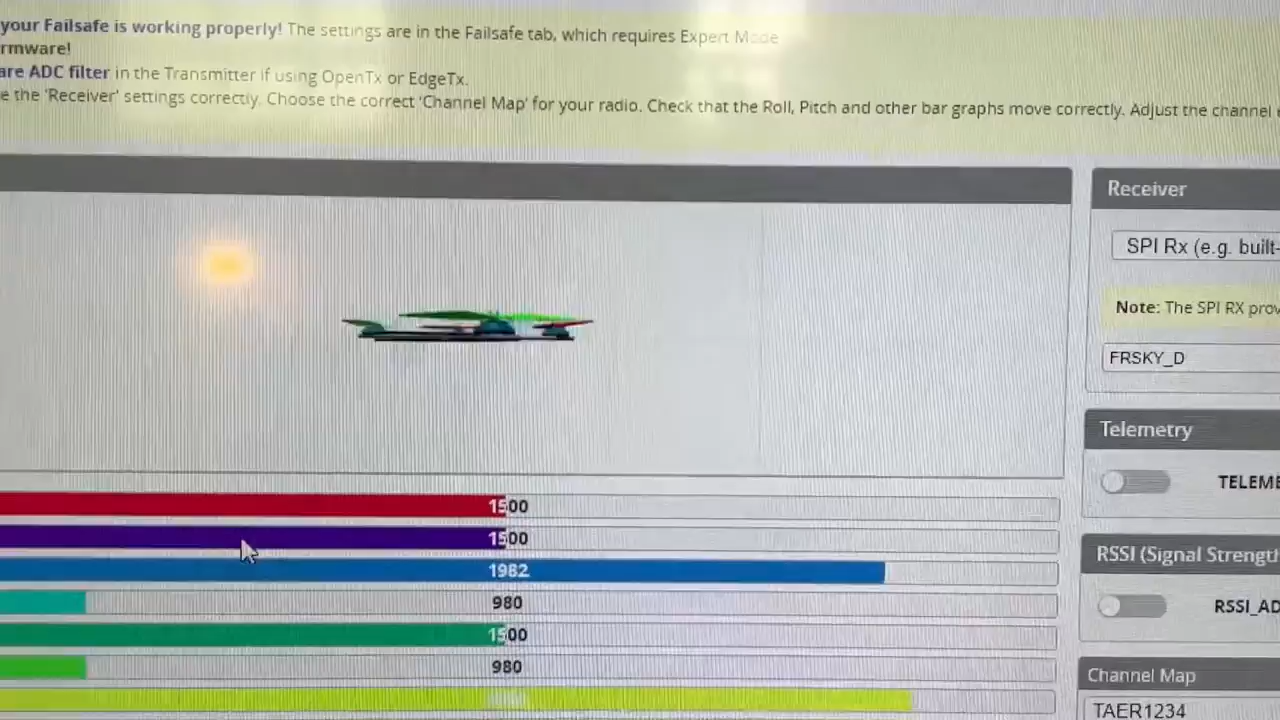 your Failsafe is working properly! The settings are in the Failsafe tab, which requires Expert Mode
rmware!
are ADC filter in the Transmitter if using OpenTx or EdgeTx.
e the 'Receiver' settings correctly. Choose the correct 'Channel Map' for your radio. Check that the Roll, Pitch and other bar graphs move correctly. Adjust the channel
Receiver
SPI Rx (e.g. built-
Note: The SPI RX prov
FRSKY_D
Telemetry
TELEME
1500
1500
RSSI (Signal Strength
1982
980
RSSI_AD
1500
980
Channel Map
TAER1234